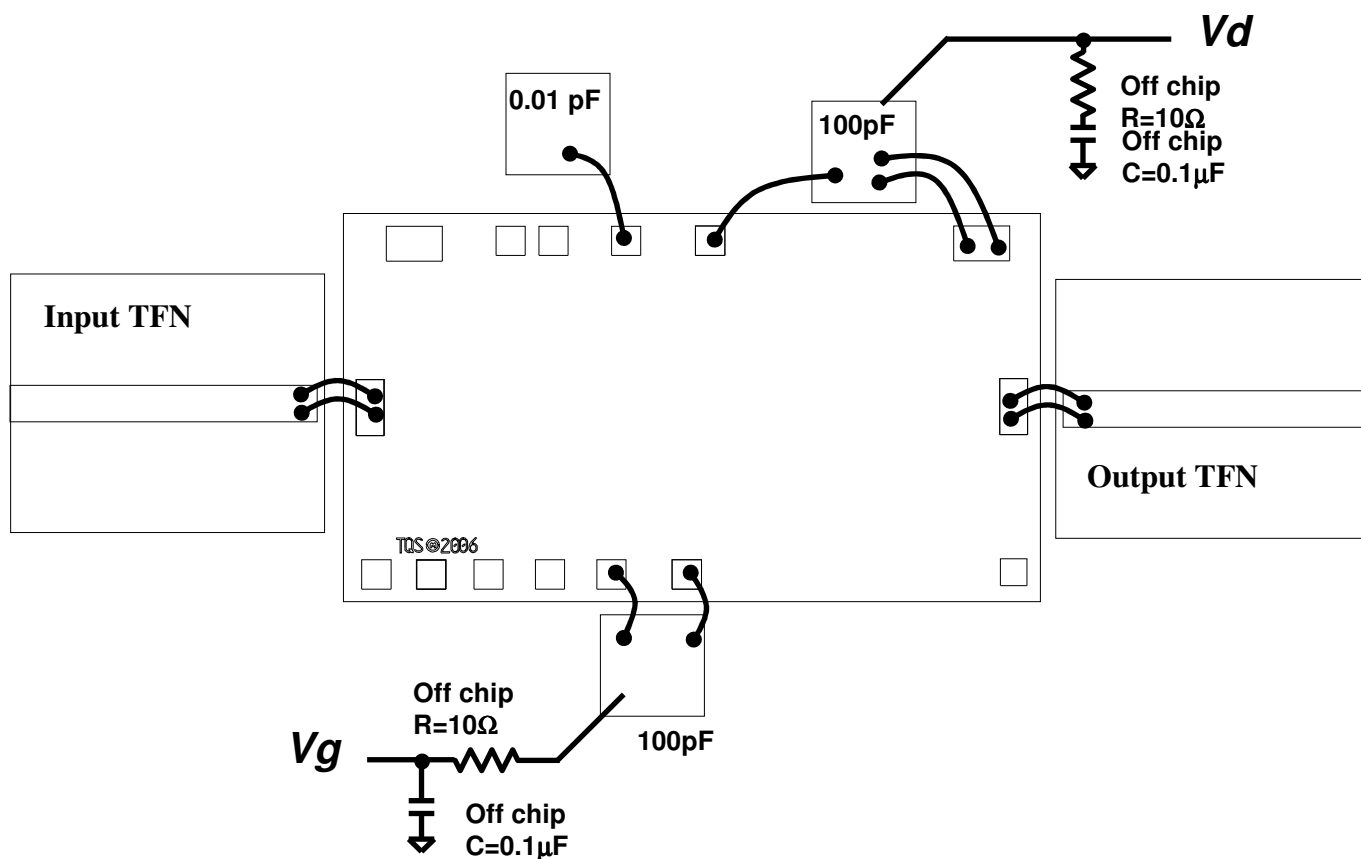 Vd
0.01 pF
100pF
Off chip
R=10Ω
Off chip
C=0.1μF
Input TFN
Output TFN
TQS©2006
Off chip
R=10Ω
100pF
Vg
Off chip
C=0.1μF